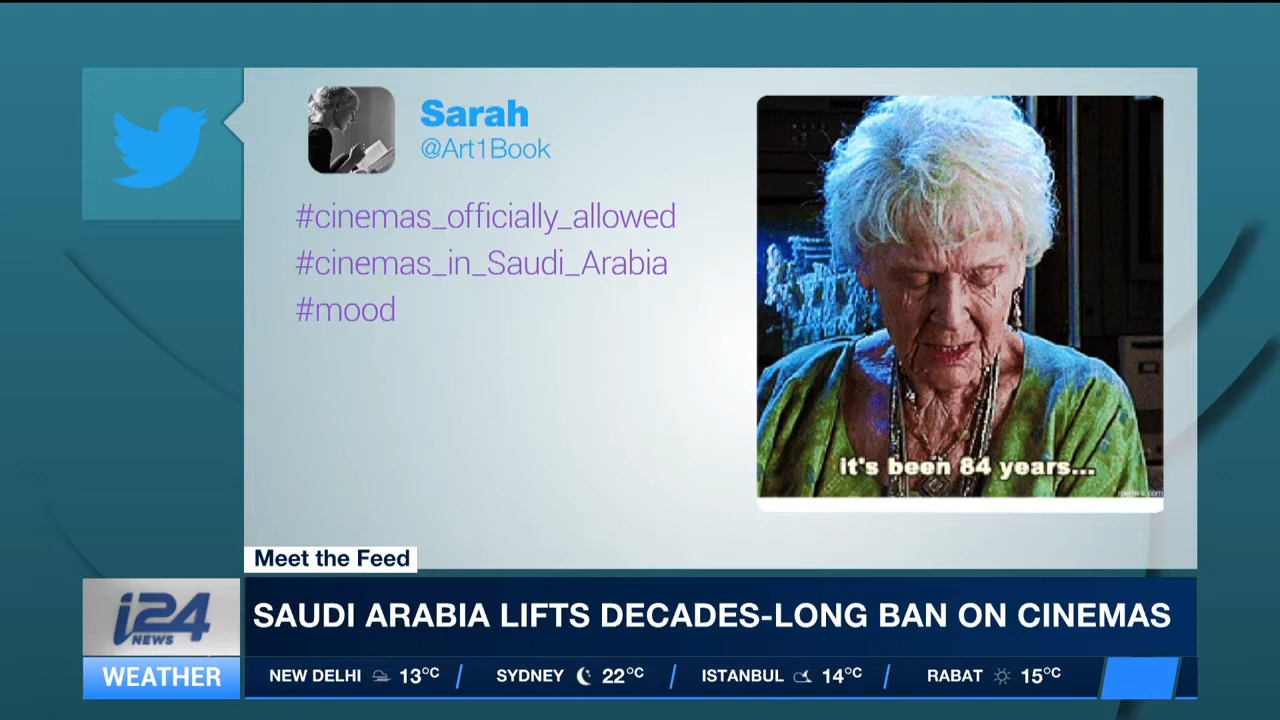 Sarah
@Art1Book
#cinemas_officially_allowed
#cinemas_in_Saudi_Arabia
#mood
it's been 84 years...
Meet the Feed
i24
NEWS
SAUDI ARABIA LIFTS DECADES-LONG BAN ON CINEMAS
WEATHER
NEW DELHI 13°C / SYDNEY 22°C / ISTANBUL 14°C / RABAT 15°C